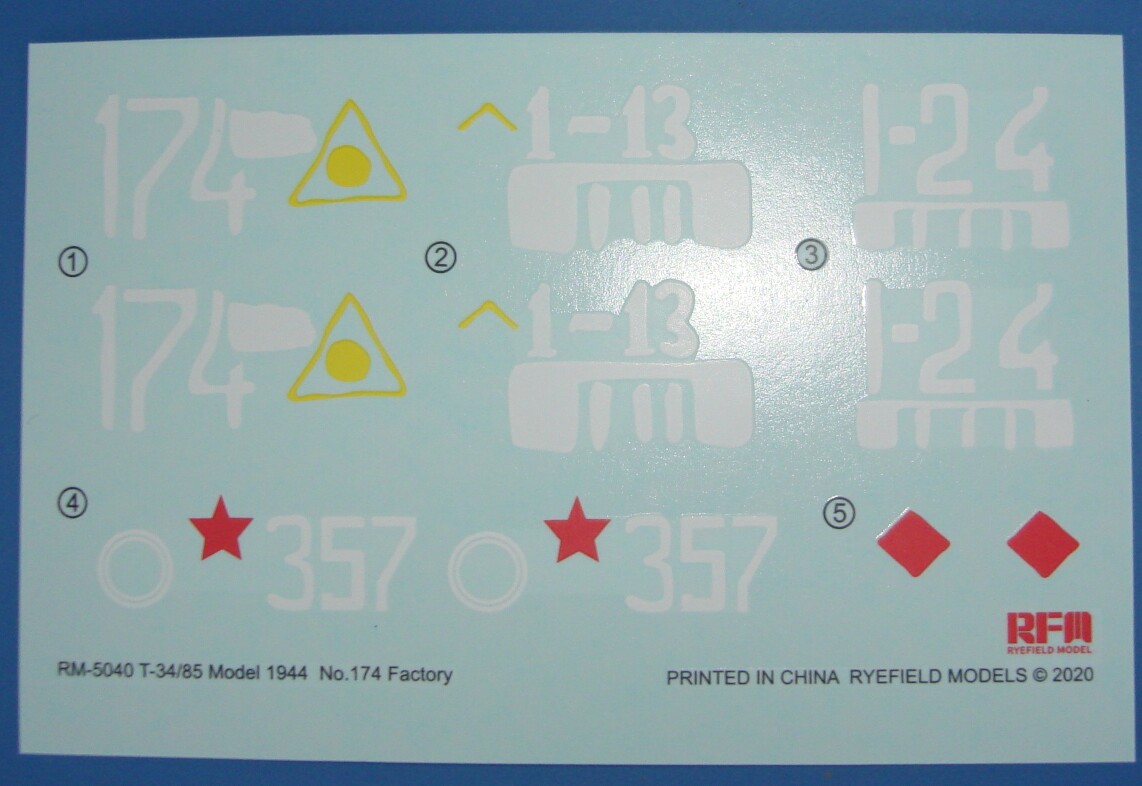 174 1-13 1-24
① ② ③
174 1-13 1-24
④ 357 357 ⑤
RFM
RYEFIELD MODEL
RM-5040 T-34/85 Model 1944 No.174 Factory
PRINTED IN CHINA RYEFIELD MODELS © 2020